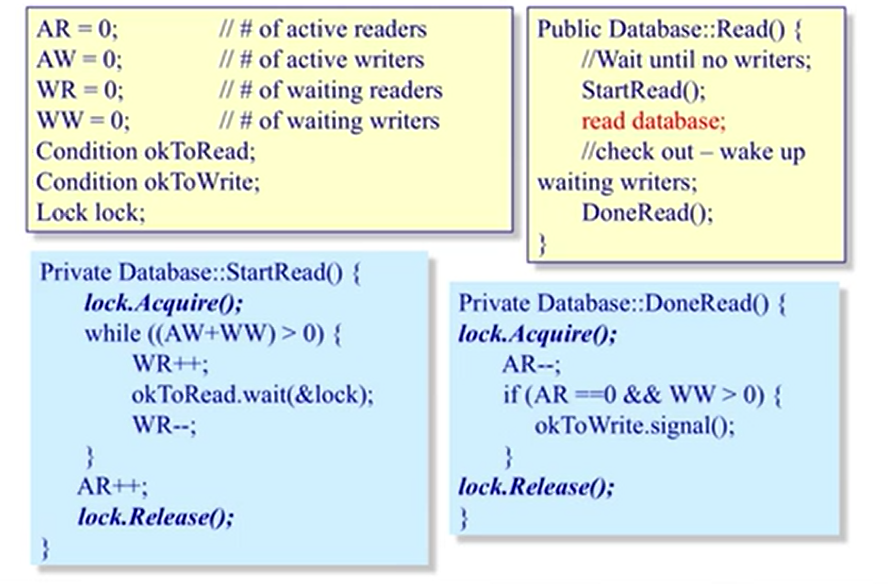 AR = 0; // # of active readers
AW = 0; // # of active writers
WR = 0; // # of waiting readers
WW = 0; // # of waiting writers
Condition okToRead;
Condition okToWrite;
Lock lock;
Public Database::Read() {
//Wait until no writers;
StartRead();
read database;
//check out – wake up
waiting writers;
DoneRead();
}
Private Database::StartRead() {
lock.Acquire();
while ((AW+WW) > 0) {
WR++;
okToRead.wait(&lock);
WR--;
}
AR++;
lock.Release();
}
Private Database::DoneRead() {
lock.Acquire();
AR--;
if (AR ==0 && WW > 0) {
okToWrite.signal();
}
lock.Release();
}